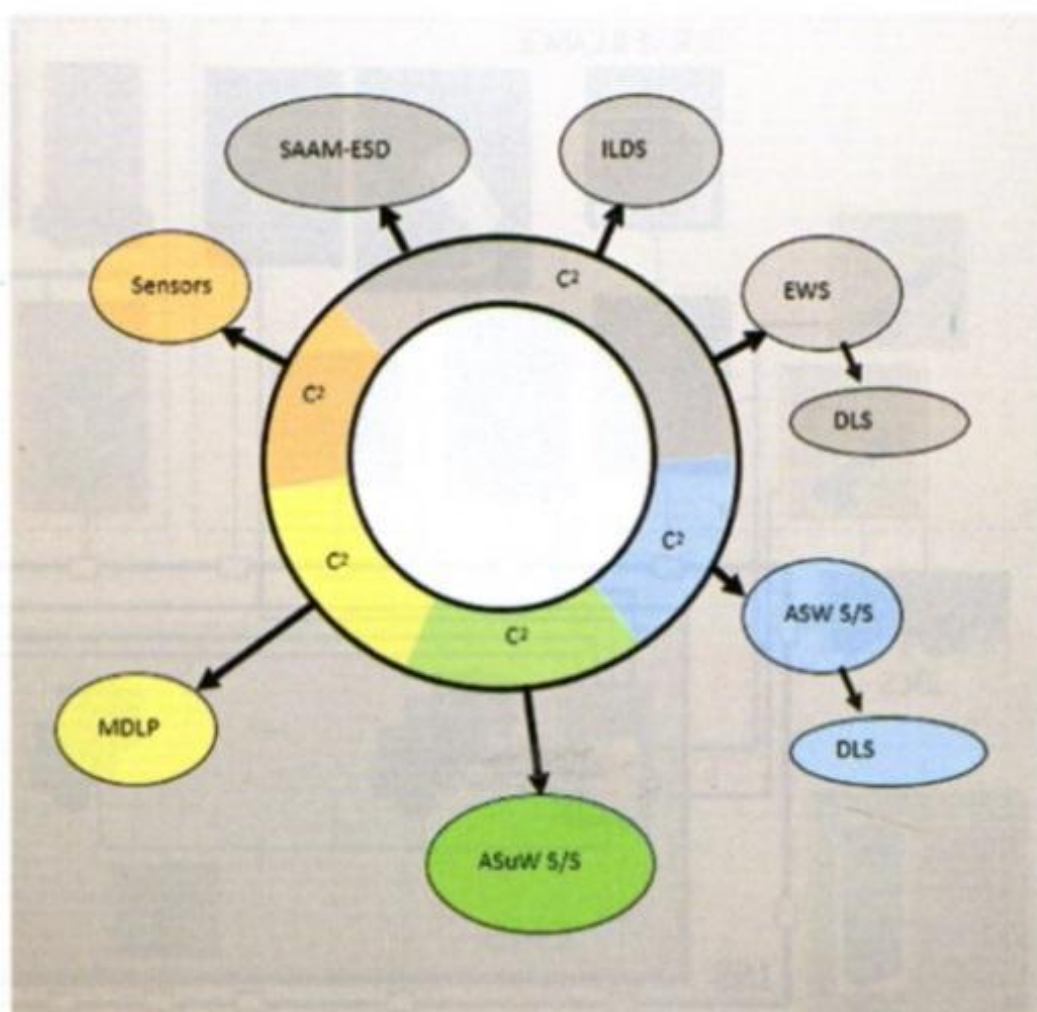 SAAM-ESD
ILDS
C²
Sensors
EWS
C²
DLS
C²
C²
ASW S/S
C²
MDLP
DLS
ASuW S/S